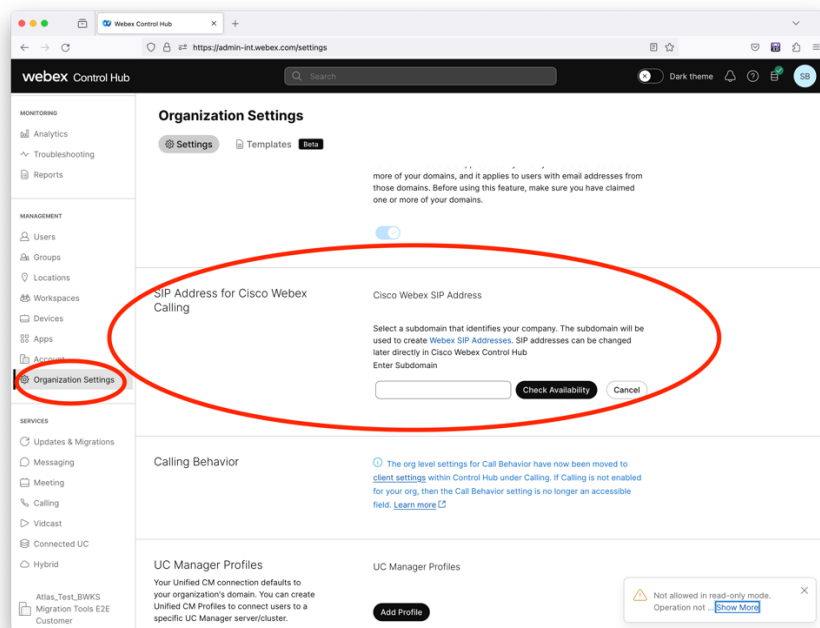 Webex Control Hub
https://admin-int.webex.com/settings
webex Control Hub
Search
Dark theme
SB
MONITORING
Analytics
Troubleshooting
Reports
MANAGEMENT
Users
Groups
Locations
Workspaces
Devices
Apps
Account
Organization Settings
SERVICES
Updates & Migrations
Messaging
Meeting
Calling
Vidcast
Connected UC
Hybrid
Atlas_Test_BWKS
Migration Tools E2E
Customer
Organization Settings
Settings
Templates
Beta
more of your domains, and it applies to users with email addresses from
those domains. Before using this feature, make sure you have claimed
one or more of your domains.
SIP Address for Cisco Webex
Calling
Cisco Webex SIP Address
Select a subdomain that identifies your company. The subdomain will be
used to create Webex SIP Addresses. SIP addresses can be changed
later directly in Cisco Webex Control Hub
Enter Subdomain
Check Availability
Cancel
Calling Behavior
The org level settings for Call Behavior have now been moved to
client settings within Control Hub under Calling. If Calling is not enabled
for your org, then the Call Behavior setting is no longer an accessible
field. Learn more
UC Manager Profiles
Your Unified CM connection defaults to
your organization's domain. You can create
Unified CM Profiles to connect users to a
specific UC Manager server/cluster.
UC Manager Profiles
Add Profile
Not allowed in read-only mode.
Operation not ... Show More